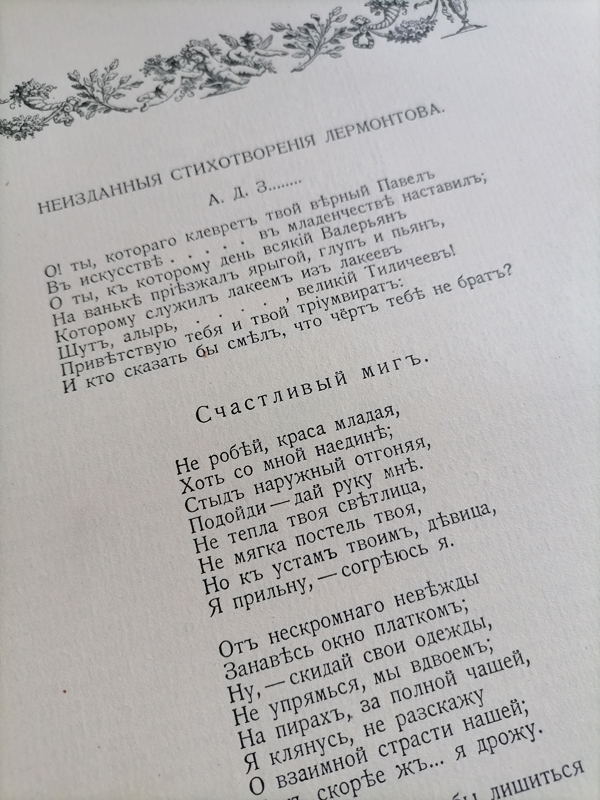 НЕИЗДАННЫЯ СТИХОТВОРЕНІЯ ЛЕРМОНТОВА.
А. Д. З........
О! ты, котораго клевретъ твой вѣрный Павелъ
Въ искусствѣ . . . . . въ младенчествѣ наставилъ;
О ты, къ которому день всякій Валерьянъ
На ванькѣ пріѣзжалъ ярыгой, глупъ и пьянъ,
Которому служилъ лакеемъ изъ лакеевъ
Шутъ, алырь, . . . . . , великій Тиличеевъ!
Привѣтствую тебя и твой тріумвиратъ:
И кто сказать бы смѣлъ, что чёртъ тебѣ не братъ?
Счастливый мигъ.
Не робѣй, краса младая,
Хоть со мной наединѣ;
Стыдъ наружный отгоняя,
Подойди — дай руку мнѣ.
Не тепла твоя свѣтлица,
Не мягка постель твоя,
Но къ устамъ твоимъ, дѣвица,
Я прильну, — согрѣюсь я.
Отъ нескромнаго невѣжды
Занавѣсь окно платкомъ;
Ну, — скидай свои одежды,
Не упрямься, мы вдвоемъ;
На пирахъ, за полной чашей,
Я клянусь, не разскажу
О взаимной страсти нашей;
скорѣе жъ... я дрожу.
бы лишиться